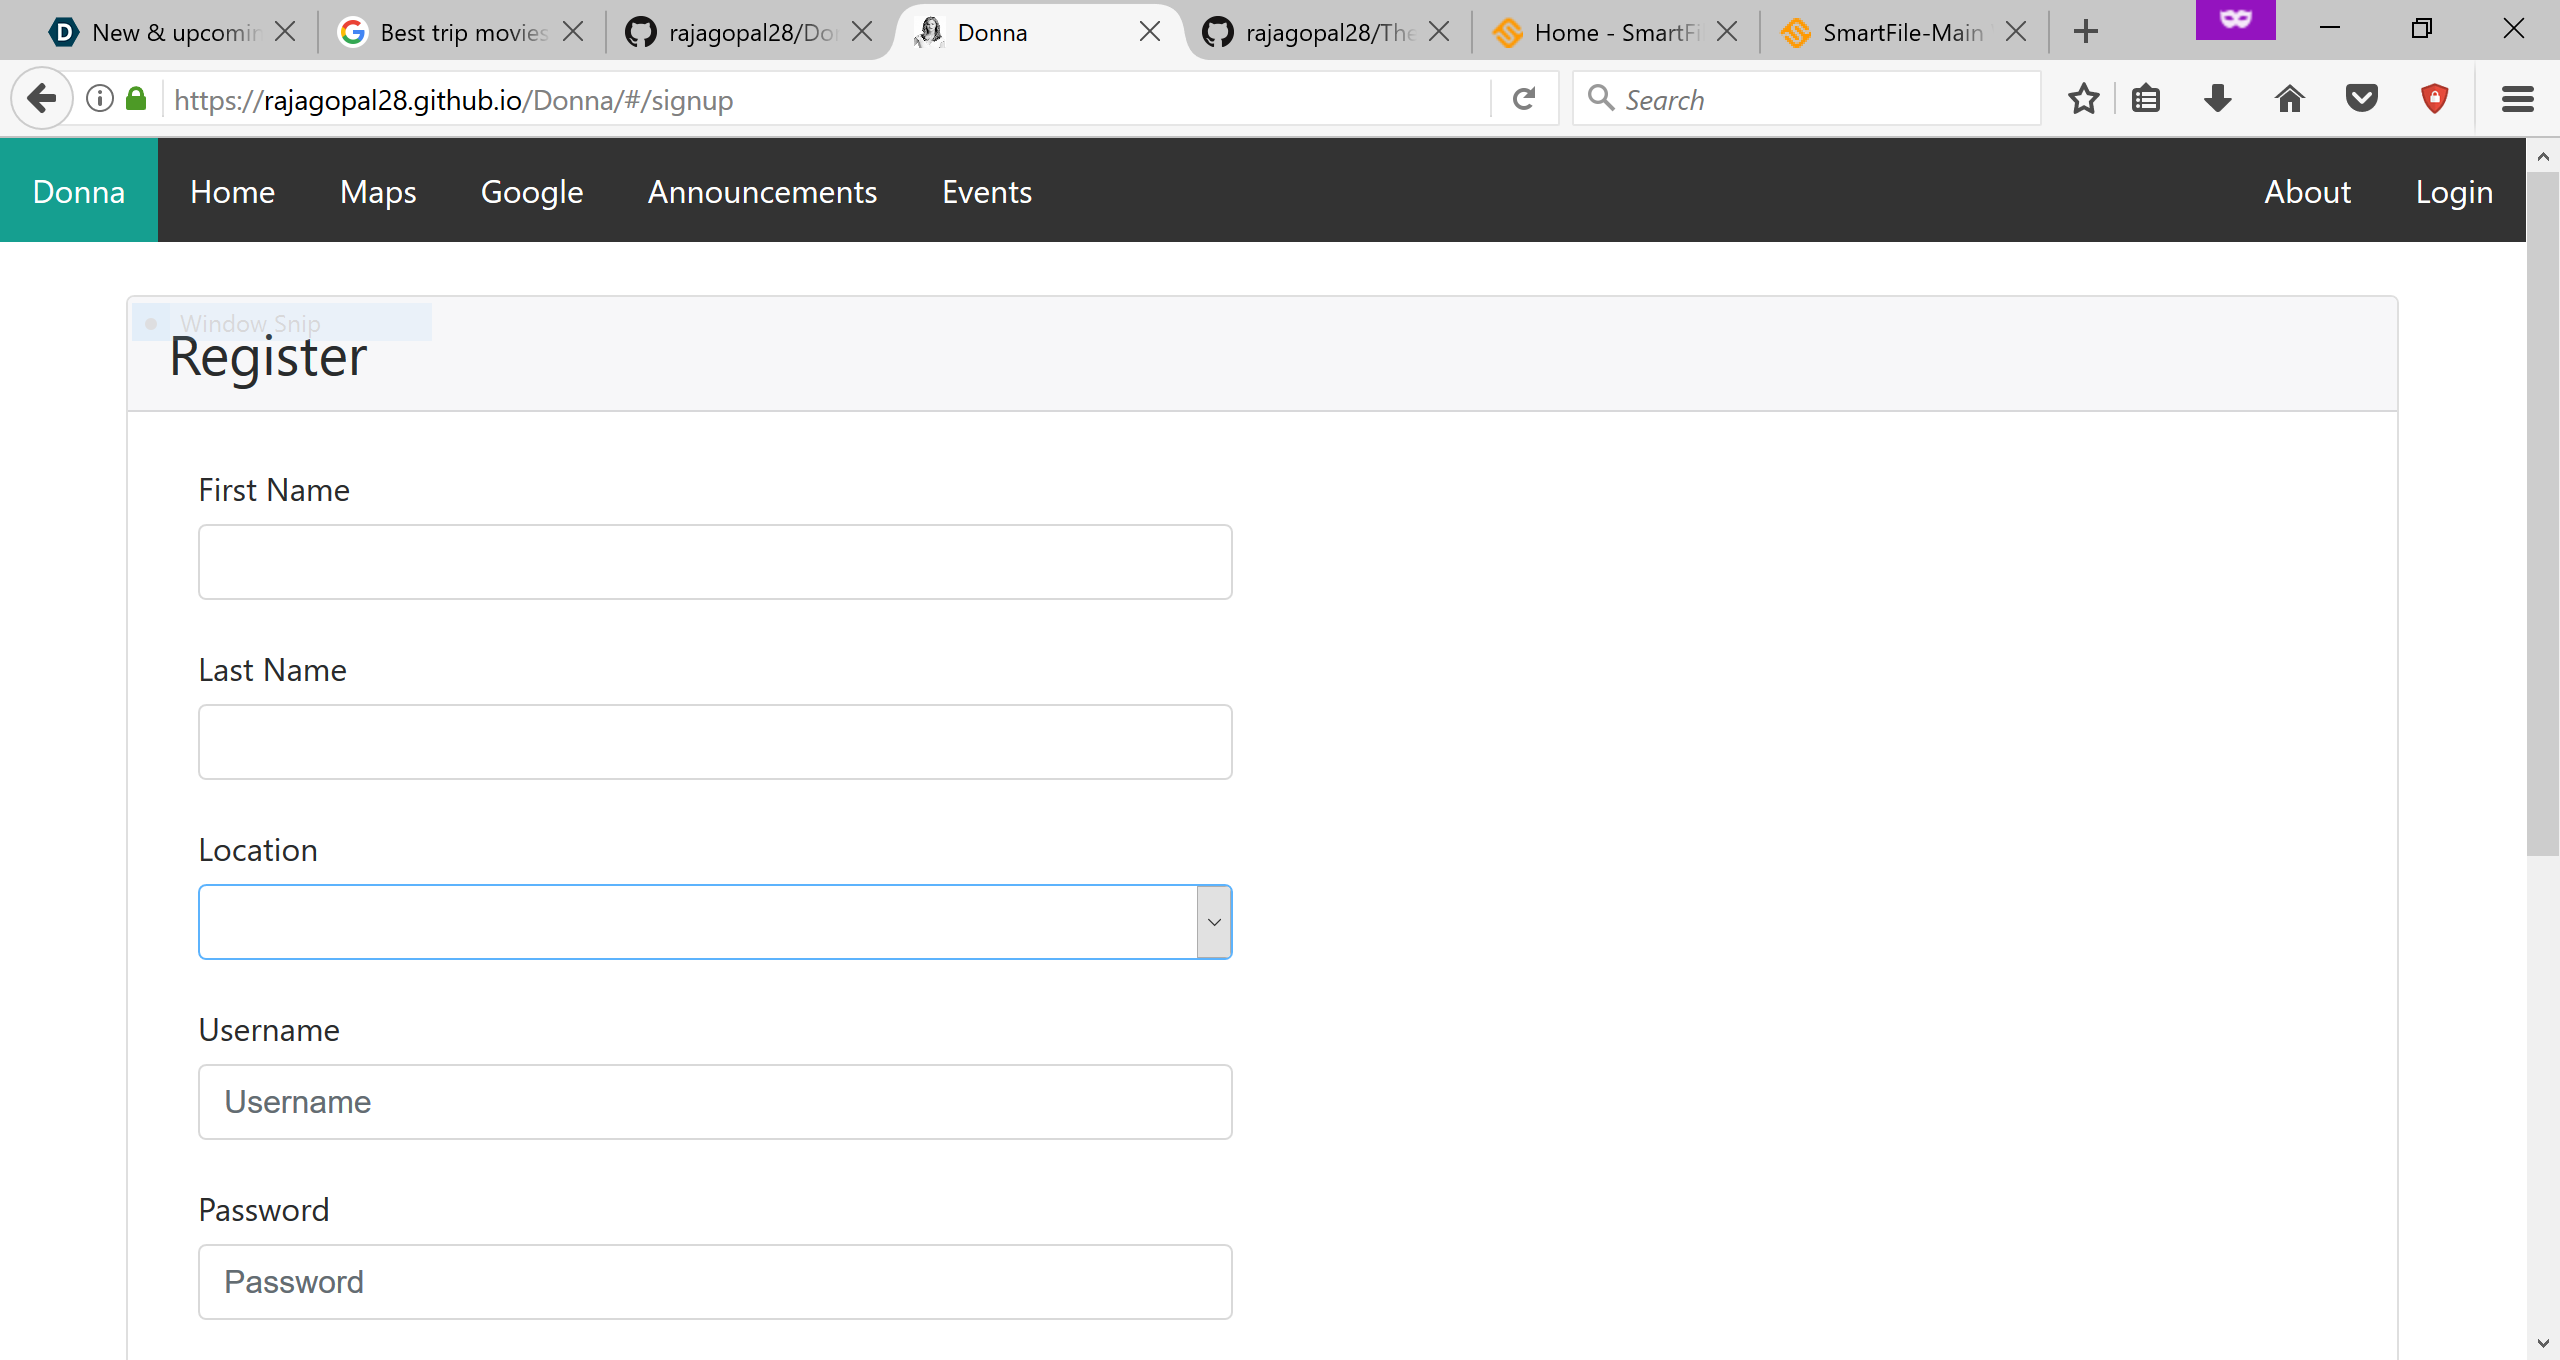 New & upcomin
Best trip movies
rajagopal28/Do
Donna
rajagopal28/The
Home - SmartFi
SmartFile-Main
https://rajagopal28.github.io/Donna/#/signup
Search
Donna Home Maps Google Announcements Events About Login
Window Snip
Register
First Name
Last Name
Location
Username
Username
Password
Password